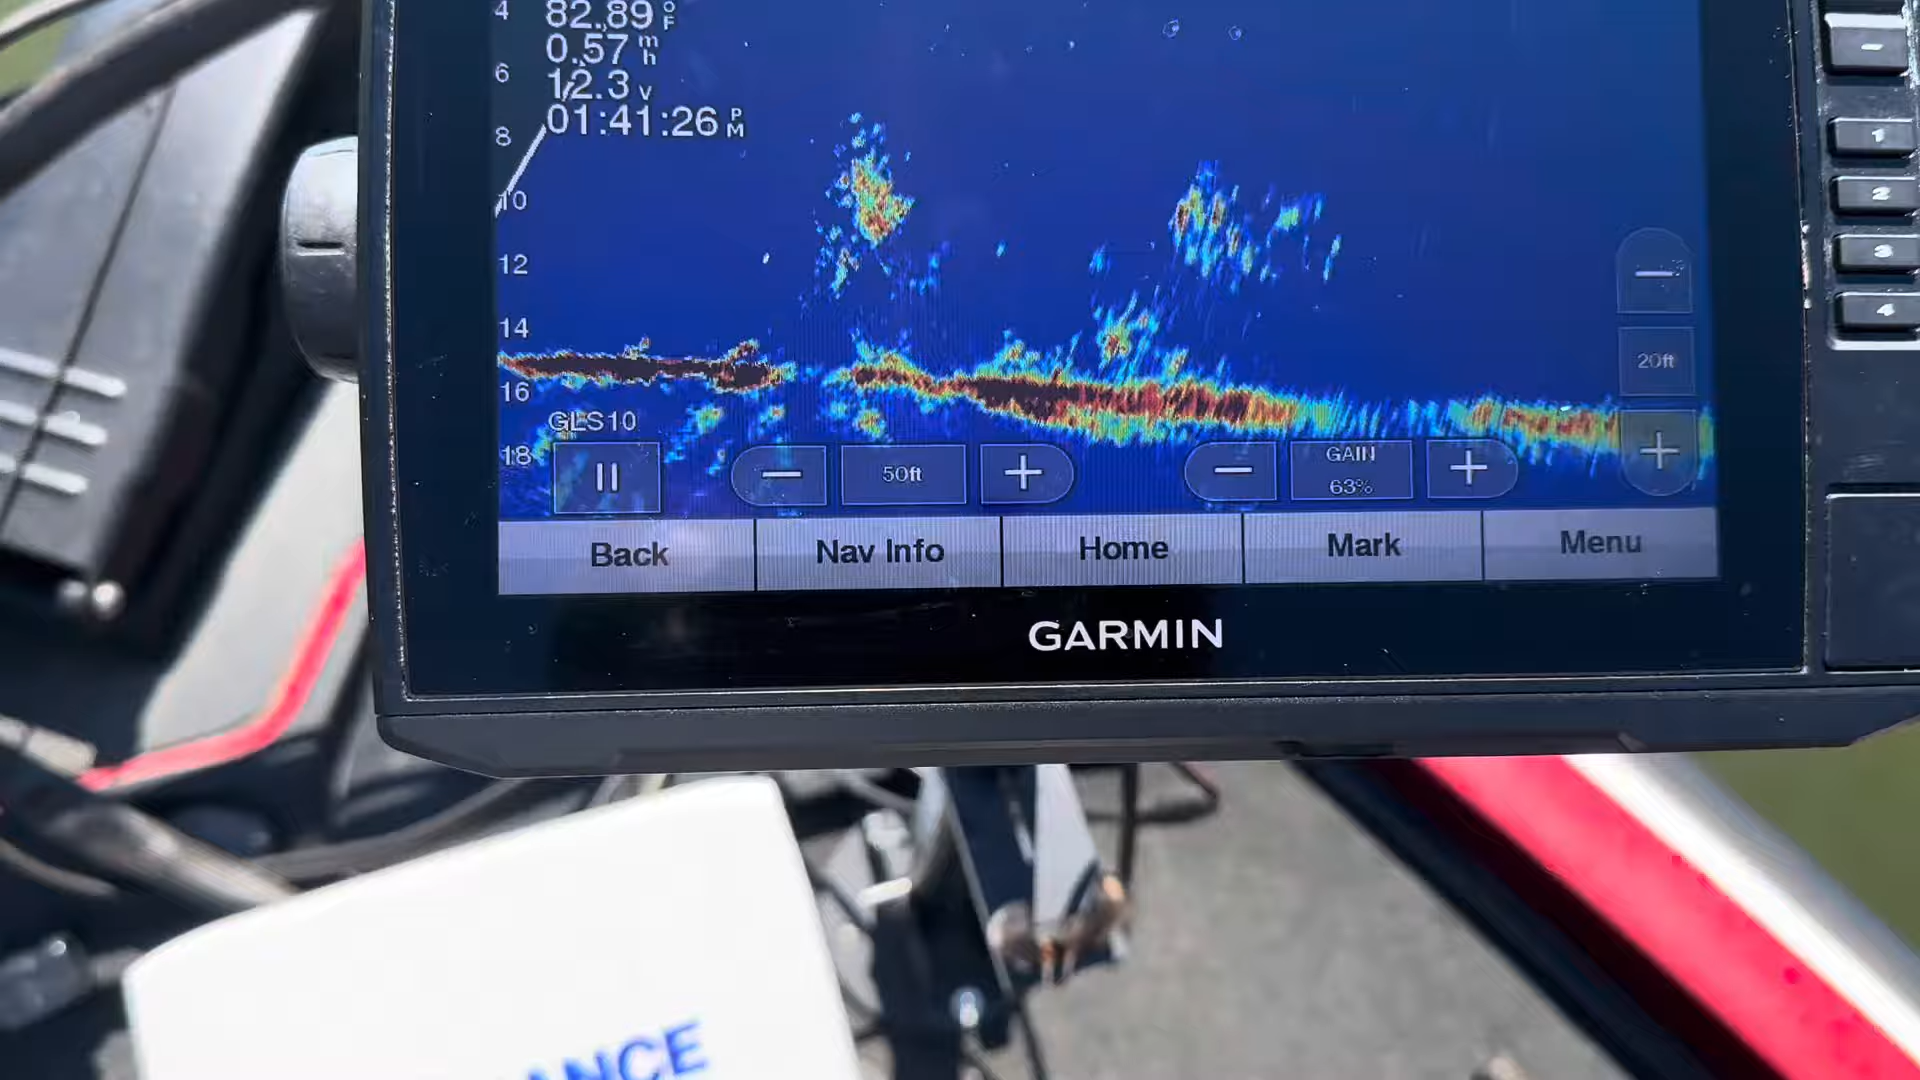 4
82.89 °F
6
0.57 mh
12.3 v
8
01:41:26 PM
10
12
14
16
18
GLS10
50ft
GAIN
63%
20ft
Back
Nav Info
Home
Mark
Menu
GARMIN
1
2
3
4
ANCE